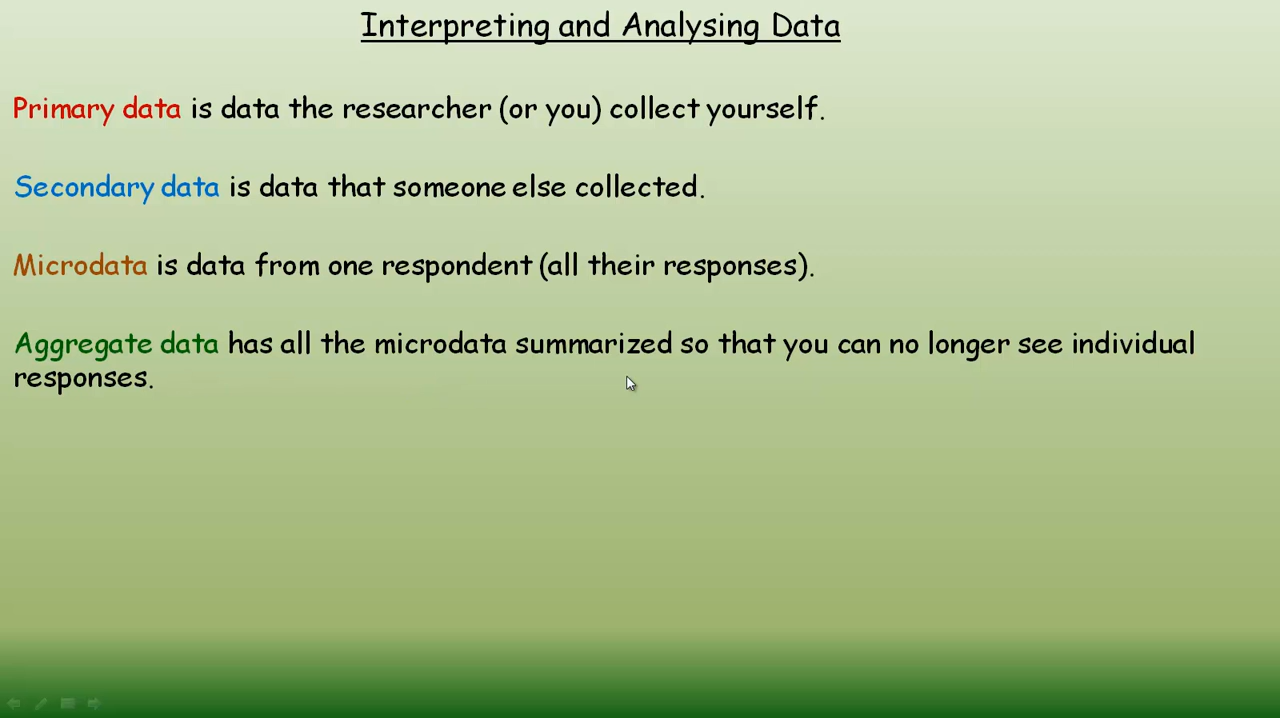 Interpreting and Analysing Data
Primary data is data the researcher (or you) collect yourself.
Secondary data is data that someone else collected.
Microdata is data from one respondent (all their responses).
Aggregate data has all the microdata summarized so that you can no longer see individual
responses.